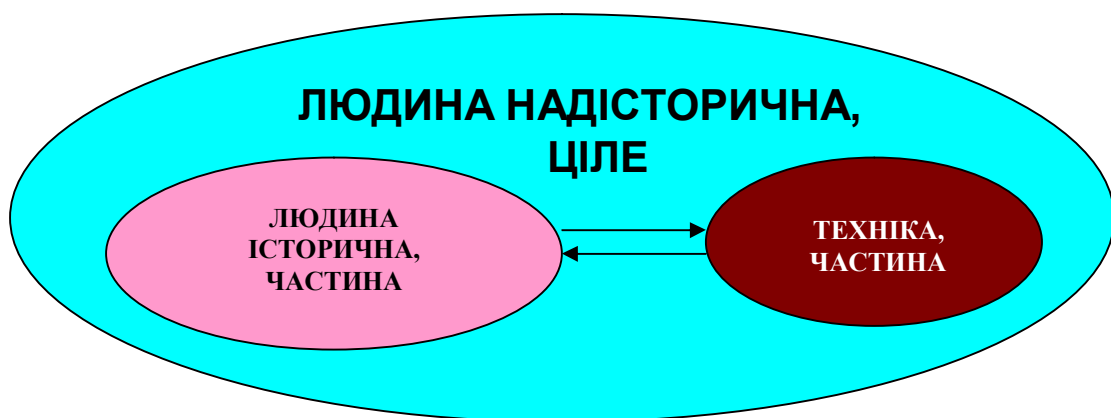 ЛЮДИНА НАДІСТОРИЧНА,
ЦІЛЕ
ЛЮДИНА
ІСТОРИЧНА,
ЧАСТИНА
ТЕХНІКА,
ЧАСТИНА